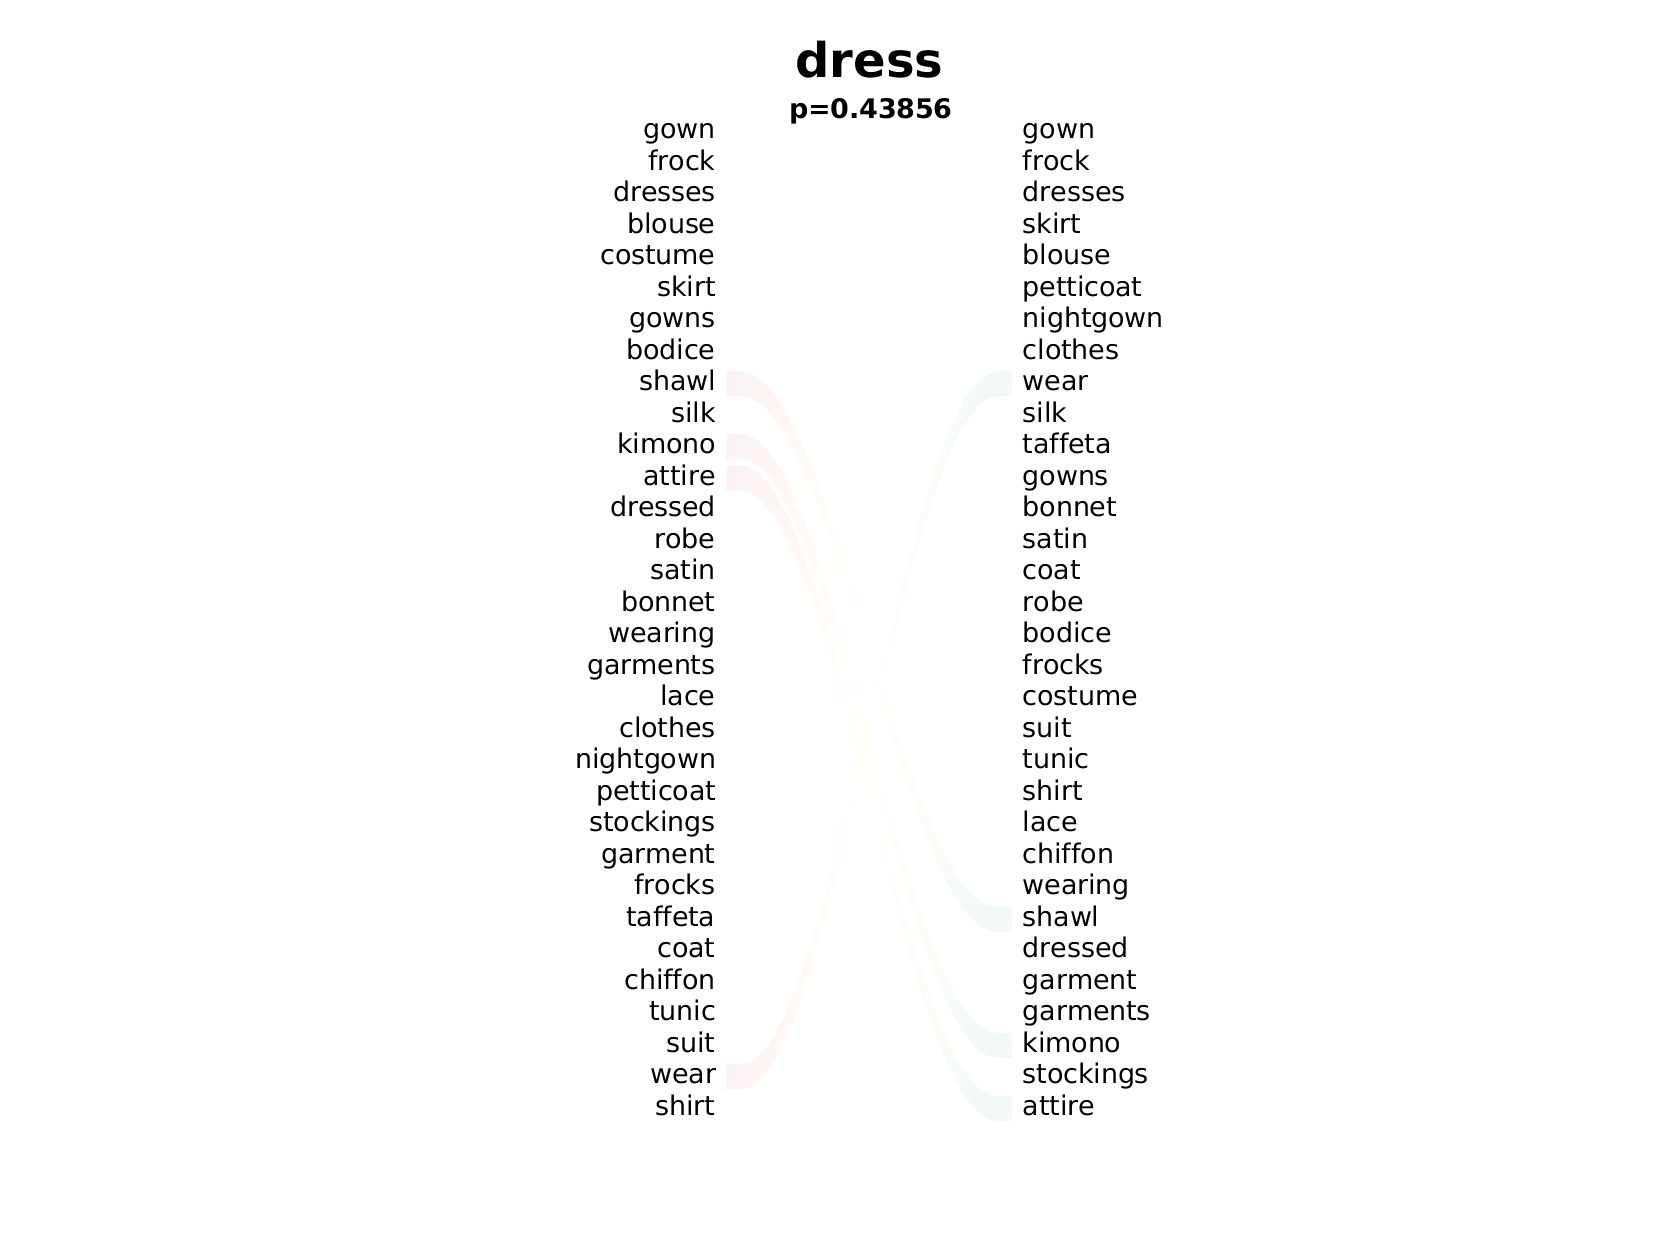 dress
p=0.43856
gown gown
frock frock
dresses dresses
blouse skirt
costume blouse
skirt petticoat
gowns nightgown
bodice clothes
shawl wear
silk silk
kimono taffeta
attire gowns
dressed bonnet
robe satin
satin coat
bonnet robe
wearing bodice
garments frocks
lace costume
clothes suit
nightgown tunic
petticoat shirt
stockings lace
garment chiffon
frocks wearing
taffeta shawl
coat dressed
chiffon garment
tunic garments
suit kimono
wear stockings
shirt attire